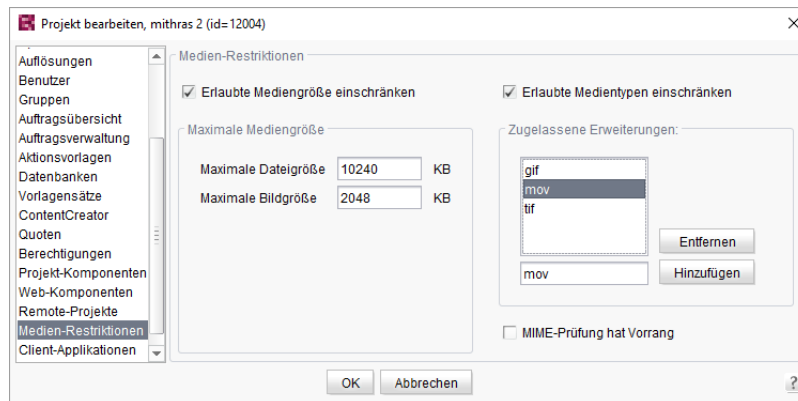 Projekt bearbeiten, mithras 2 (id=12004)
Auflösungen
Benutzer
Gruppen
Auftragsübersicht
Auftragsverwaltung
Aktionsvorlagen
Datenbanken
Vorlagensätze
ContentCreator
Quoten
Berechtigungen
Projekt-Komponenten
Web-Komponenten
Remote-Projekte
Medien-Restriktionen
Client-Applikationen
Medien-Restriktionen
Erlaubte Mediengröße einschränken
Maximale Mediengröße
Maximale Dateigröße 10240 KB
Maximale Bildgröße 2048 KB
Erlaubte Medientypen einschränken
Zugelassene Erweiterungen:
gif
mov
tif
Entfernen
mov Hinzufügen
MIME-Prüfung hat Vorrang
OK Abbrechen
?